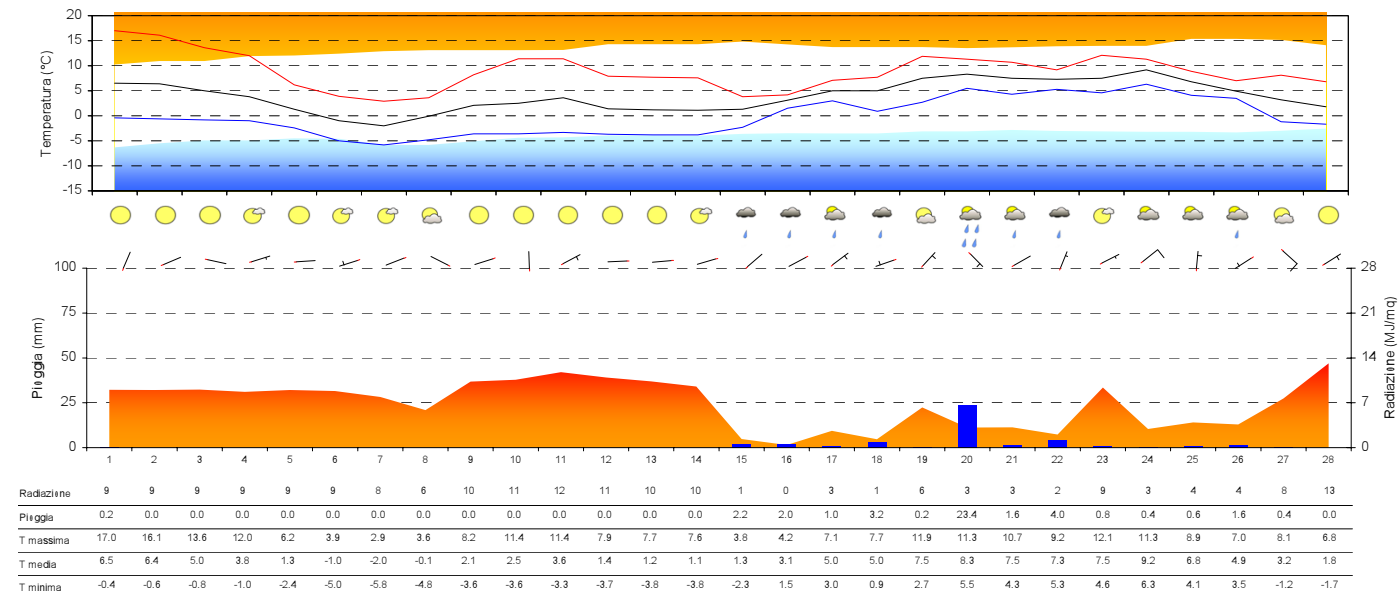 20
15
10
5
0
-5
-10
-15
Temperatura (°C)
100
75
50
25
0
Pioggia (mm)
28
21
14
7
0
Radiazione (MJ/mq)
1 2 3 4 5 6 7 8 9 10 11 12 13 14 15 16 17 18 19 20 21 22 23 24 25 26 27 28
Radiazione 9 9 9 9 9 9 8 6 10 11 12 11 10 10 1 0 3 1 6 3 3 2 9 3 4 4 8 13
Pioggia 0.2 0.0 0.0 0.0 0.0 0.0 0.0 0.0 0.0 0.0 0.0 0.0 0.0 0.0 2.2 2.0 1.0 3.2 0.2 23.4 1.6 4.0 0.8 0.4 0.6 1.6 0.4 0.0
T massima 17.0 16.1 13.6 12.0 6.2 3.9 2.9 3.6 8.2 11.4 11.4 7.9 7.7 7.6 3.8 4.2 7.1 7.7 11.9 11.3 10.7 9.2 12.1 11.3 8.9 7.0 8.1 6.8
T media 6.5 6.4 5.0 3.8 1.3 -1.0 -2.0 -0.1 2.1 2.5 3.6 1.4 1.2 1.1 1.3 3.1 5.0 5.0 7.5 8.3 7.5 7.3 7.5 9.2 6.8 4.9 3.2 1.8
T minima -0.4 -0.6 -0.8 -1.0 -2.4 -5.0 -5.8 -4.8 -3.6 -3.6 -3.3 -3.7 -3.8 -3.8 -2.3 1.5 3.0 0.9 2.7 5.5 4.3 5.3 4.6 6.3 4.1 3.5 -1.2 -1.7